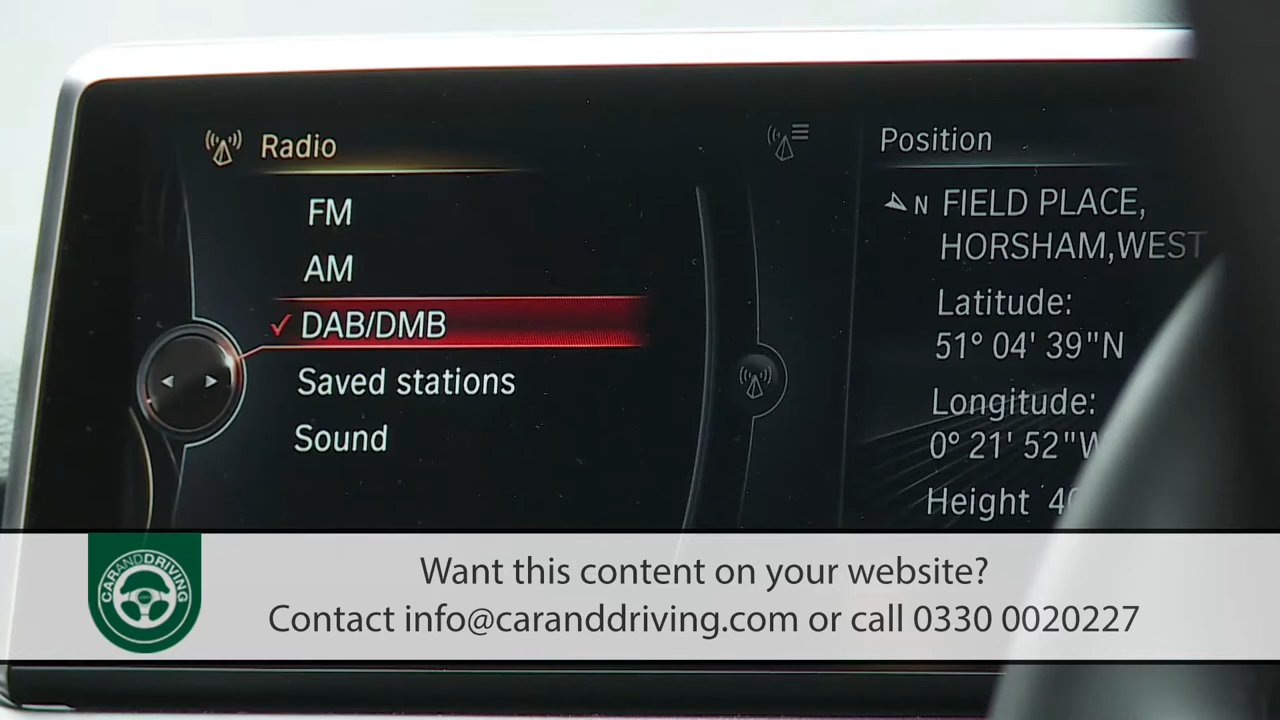 Radio
FM
AM
DAB/DMB
Saved stations
Sound
Position
N FIELD PLACE,
HORSHAM,WEST
Latitude:
51° 04' 39"N
Longitude:
0° 21' 52"W
Height
CARANDDRIVING
Want this content on your website?
Contact info@caranddriving.com or call 0330 0020227